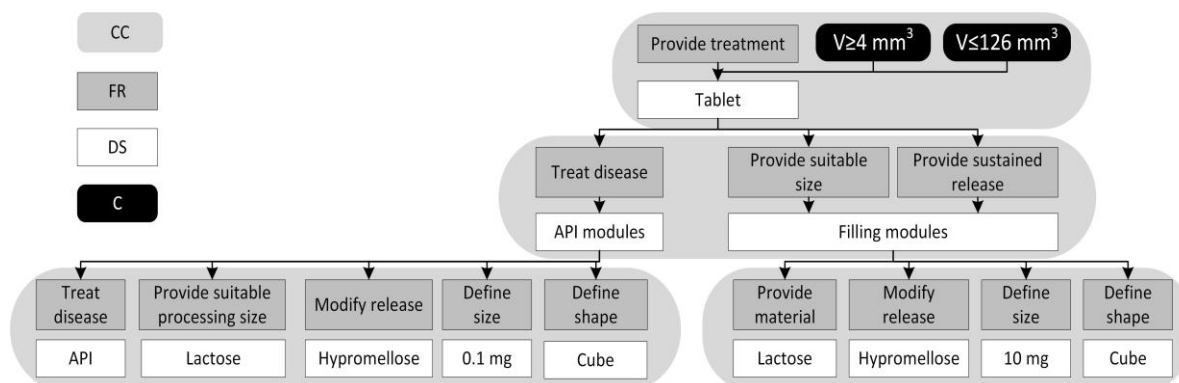 CC
FR
DS
C
Provide treatment
V≥4 mm³
V≤126 mm³
Tablet
Treat disease
Provide suitable
size
Provide sustained
release
API modules
Filling modules
Treat
disease
Provide suitable
processing size
Modify release
Define
size
Define
shape
API
Lactose
Hypromellose
0.1 mg
Cube
Provide
material
Modify
release
Define
size
Define
shape
Lactose
Hypromellose
10 mg
Cube